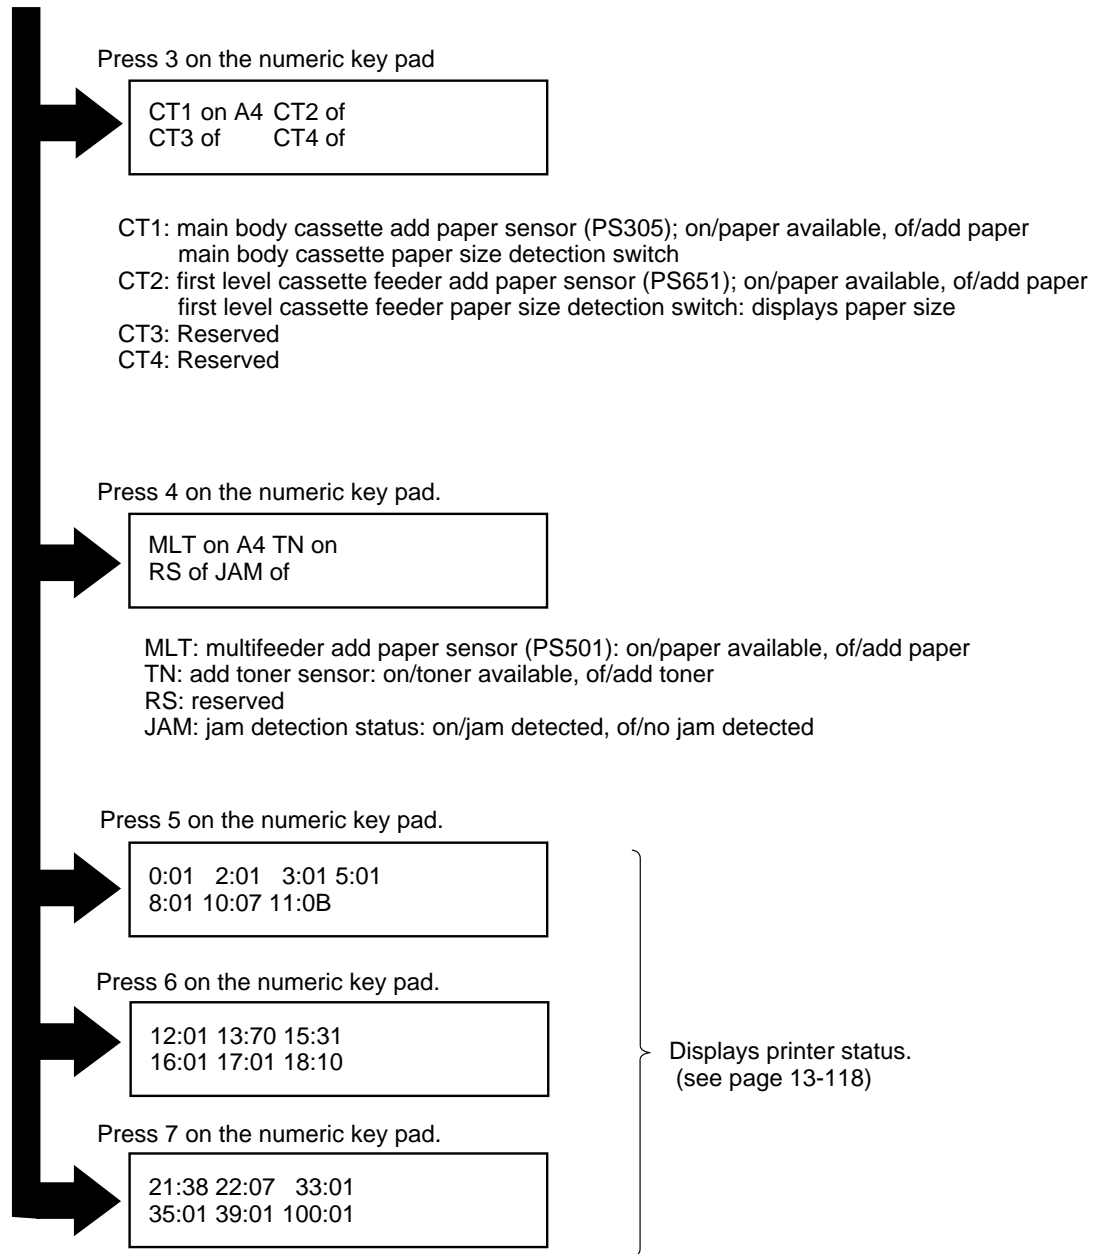 Press 3 on the numeric key pad
CT1 on A4 CT2 of
CT3 of CT4 of
CT1: main body cassette add paper sensor (PS305); on/paper available, of/add paper
main body cassette paper size detection switch
CT2: first level cassette feeder add paper sensor (PS651); on/paper available, of/add paper
first level cassette feeder paper size detection switch: displays paper size
CT3: Reserved
CT4: Reserved
Press 4 on the numeric key pad.
MLT on A4 TN on
RS of JAM of
MLT: multifeeder add paper sensor (PS501): on/paper available, of/add paper
TN: add toner sensor: on/toner available, of/add toner
RS: reserved
JAM: jam detection status: on/jam detected, of/no jam detected
Press 5 on the numeric key pad.
0:01 2:01 3:01 5:01
8:01 10:07 11:0B
Press 6 on the numeric key pad.
12:01 13:70 15:31
16:01 17:01 18:10
Displays printer status.
(see page 13-118)
Press 7 on the numeric key pad.
21:38 22:07 33:01
35:01 39:01 100:01